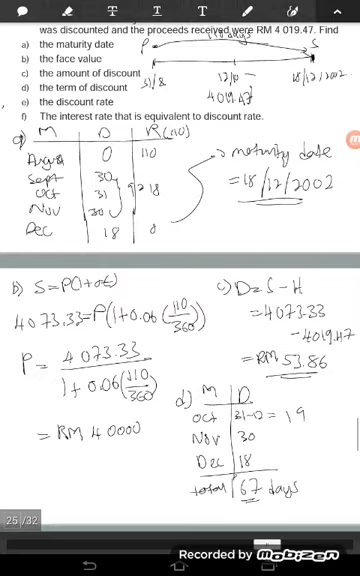 was discounted and the proceeds received were RM 4 019.47. Find
a) the maturity date
b) the face value
c) the amount of discount
d) the term of discount
e) the discount rate
f) The interest rate that is equivalent to discount rate.
110 days
P S
31/8 12/10 18/12/2002
4019.47
a) M D R(110)
August 0 110
Sept 30
Oct 31 92 18
Nov 30
Dec 18 0
→ maturity date
= 18/12/2002
b) S = P(1+rt)
4073.33 = P(1+0.06(110/360))
P = 4073.33 / 1+0.06(110/360)
= RM 40000
c) D = S - H
= 4073.33
- 4019.47
= RM 53.86
d) M D
Oct 31-12 = 19
Nov 30
Dec 18
total 67 days
25 /32
Recorded by mobizen